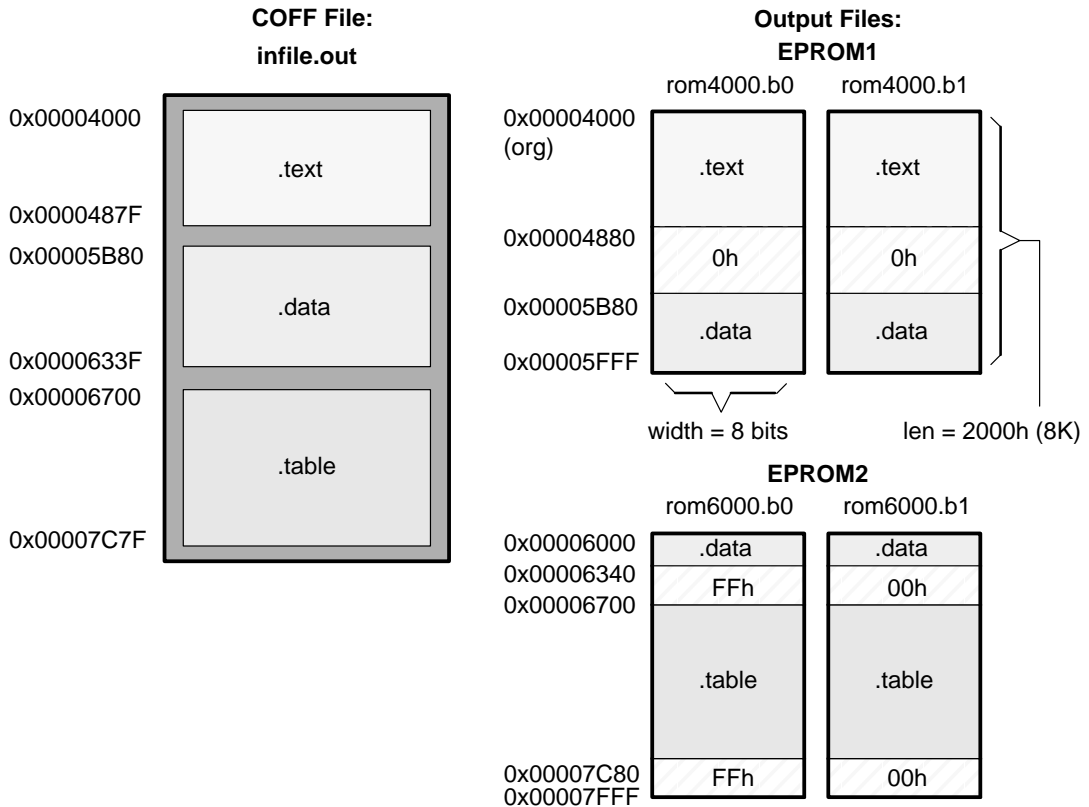 COFF File:
infile.out
0x00004000
.text
0x0000487F
0x00005B80
.data
0x0000633F
0x00006700
.table
0x00007C7F
Output Files:
EPROM1
rom4000.b0 rom4000.b1
0x00004000
(org)
.text .text
0x00004880
0h 0h
0x00005B80
.data .data
0x00005FFF
width = 8 bits len = 2000h (8K)
EPROM2
rom6000.b0 rom6000.b1
0x00006000 .data .data
0x00006340
FFh 00h
0x00006700
.table .table
0x00007C80 FFh 00h
0x00007FFF